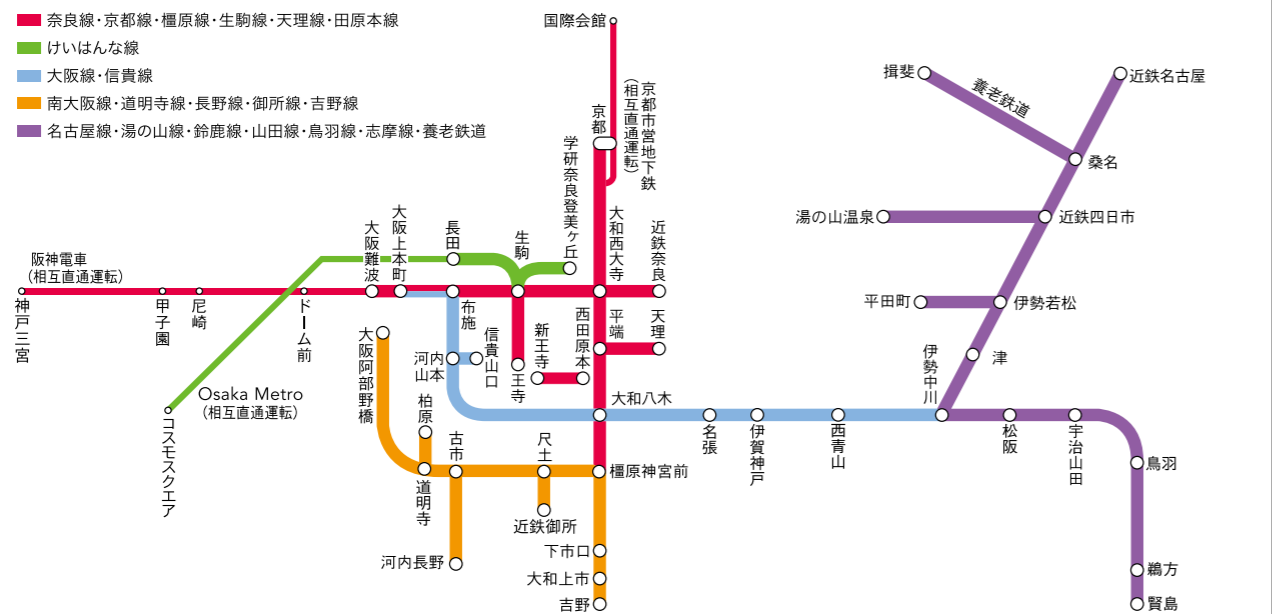 奈良線・京都線・橿原線・生駒線・天理線・田原本線
けいはんな線
大阪線・信貴線
南大阪線・道明寺線・長野線・御所線・吉野線
名古屋線・湯の山線・鈴鹿線・山田線・鳥羽線・志摩線・養老鉄道
国際会館
京都市営地下鉄
（相互直通運転）
京都
学研奈良登美ヶ丘
揖斐
養老鉄道
近鉄名古屋
桑名
湯の山温泉
近鉄四日市
平田町
伊勢若松
津
伊勢中川
阪神電車
（相互直通運転）
神戸三宮
甲子園
尼崎
ドーム前
大阪難波
大阪上本町
長田
生駒
大和西大寺
近鉄奈良
布施
河内
山本
信貴山口
王寺
新王寺
西田原本
平端
天理
大和八木
Osaka Metro
（相互直通運転）
コスモスクエア
大阪阿部野橋
柏原
道明寺
古市
尺土
橿原神宮前
近鉄御所
河内長野
下市口
大和上市
吉野
名張
伊賀神戸
西青山
松阪
宇治山田
鳥羽
鵜方
賢島